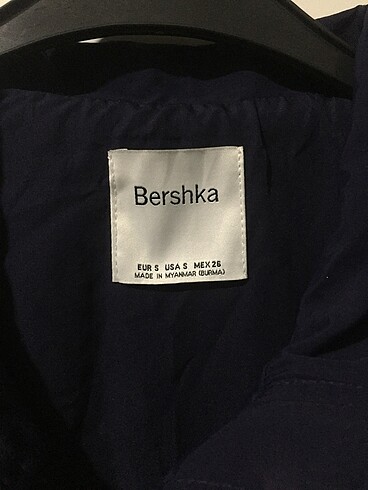 Bershka
EUR S USA S MEX 26
MADE IN MYANMAR (BURMA)